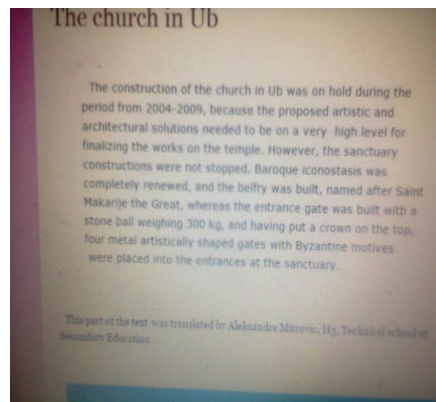 The church in Ub
The construction of the church in Ub was on hold during the
period from 2004-2009, because the proposed artistic and
architectural solutions needed to be on a very high level for
finalizing the works on the temple. However, the sanctuary
constructions were not stopped. Baroque iconostasis was
completely renewed, and the belfry was built, named after Saint
Makarije the Great, whereas the entrance gate was built with a
stone ball weighing 300 kg, and having put a crown on the top,
four metal artistically shaped gates with Byzantine motives
were placed into the entrances at the sanctuary.
This part of the text was translated by Aleksandre Mitrovic, II3, Technical school of
Secondary Education